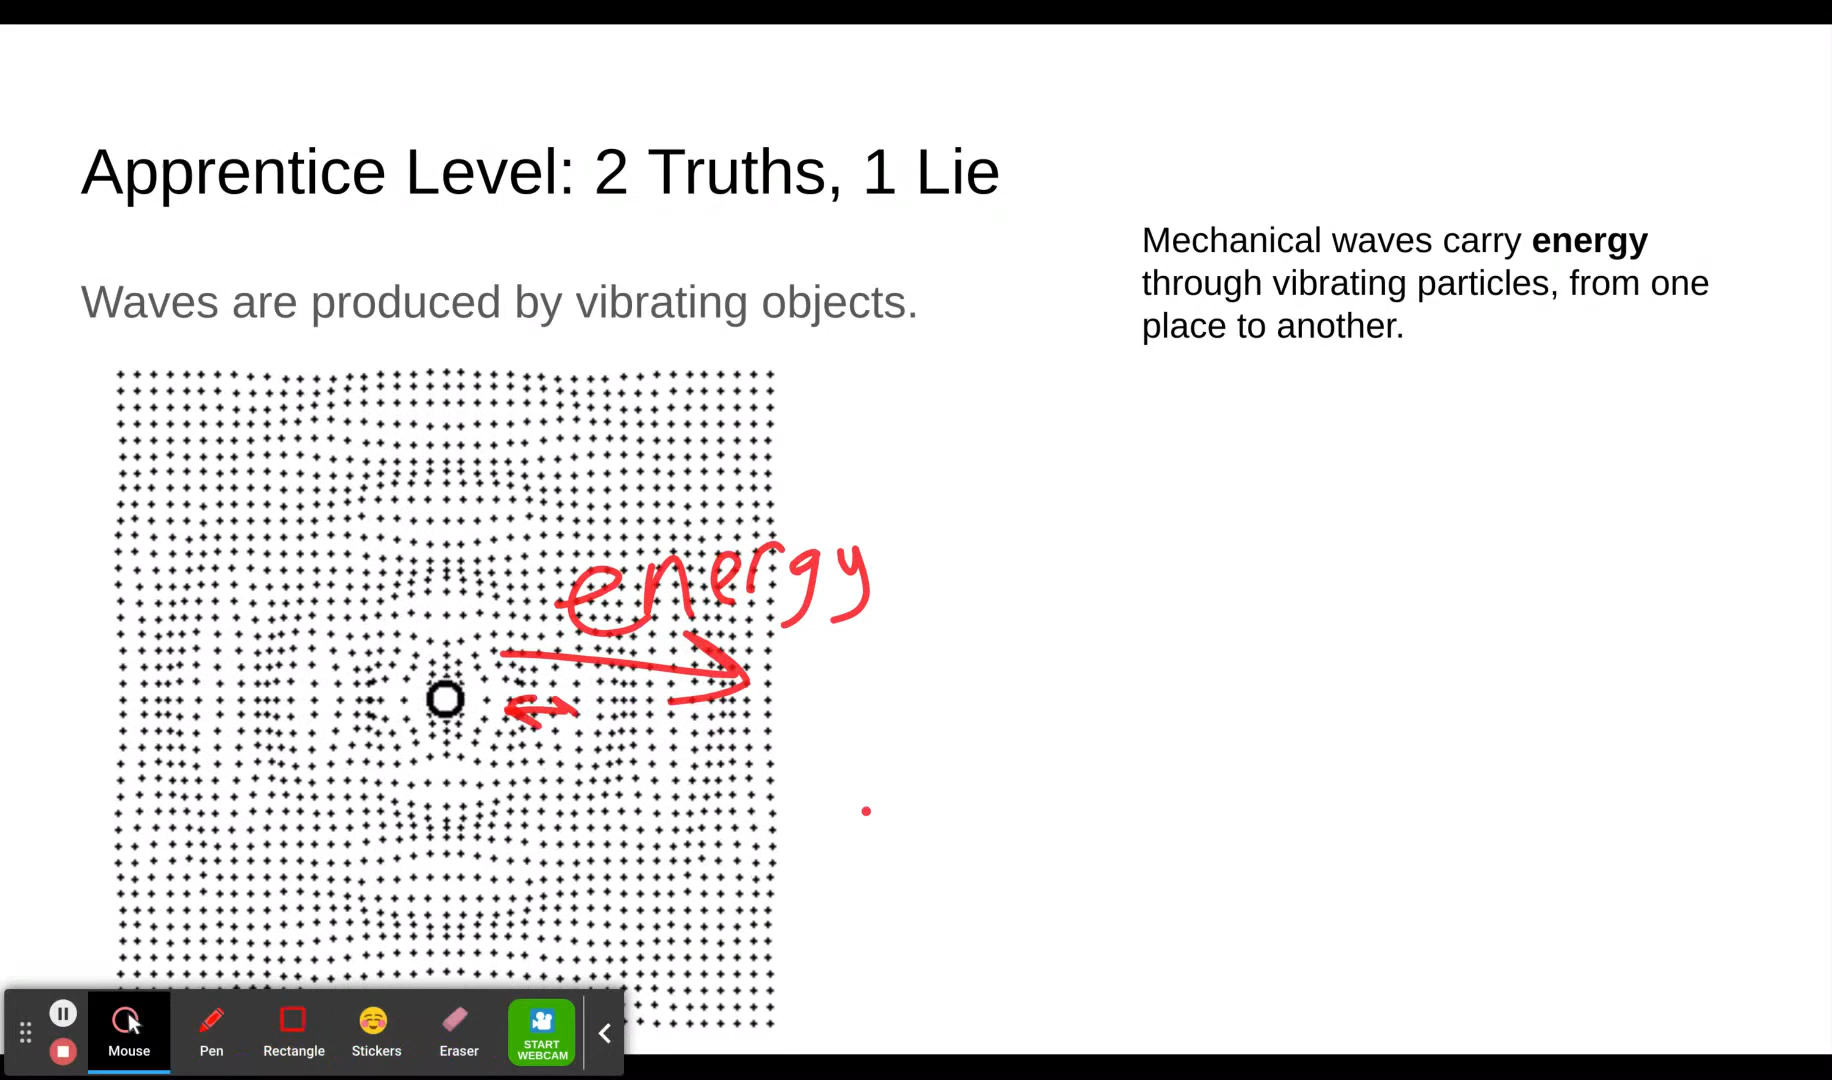 Apprentice Level: 2 Truths, 1 Lie
Waves are produced by vibrating objects.
Mechanical waves carry energy
through vibrating particles, from one
place to another.
energy
Mouse
Pen
Rectangle
Stickers
Eraser
START
WEBCAM